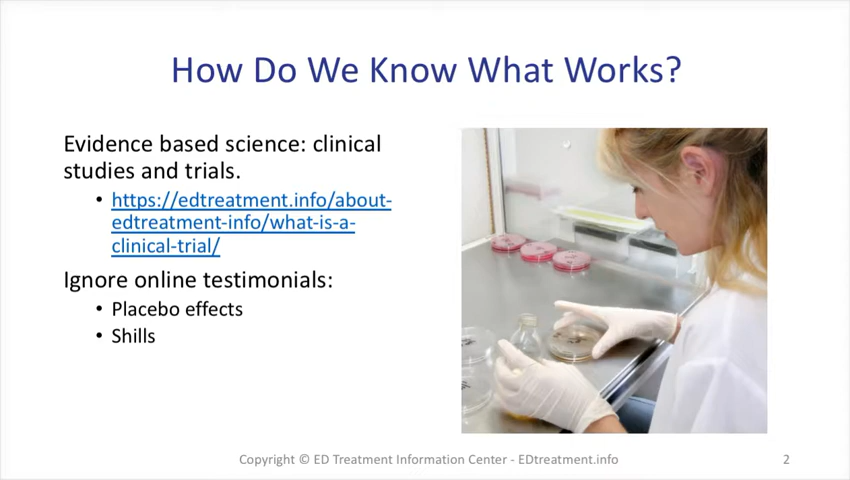 How Do We Know What Works?
Evidence based science: clinical
studies and trials.
• https://edtreatment.info/about-
edtreatment-info/what-is-a-
clinical-trial/
Ignore online testimonials:
• Placebo effects
• Shills
Copyright © ED Treatment Information Center - EDtreatment.info 2